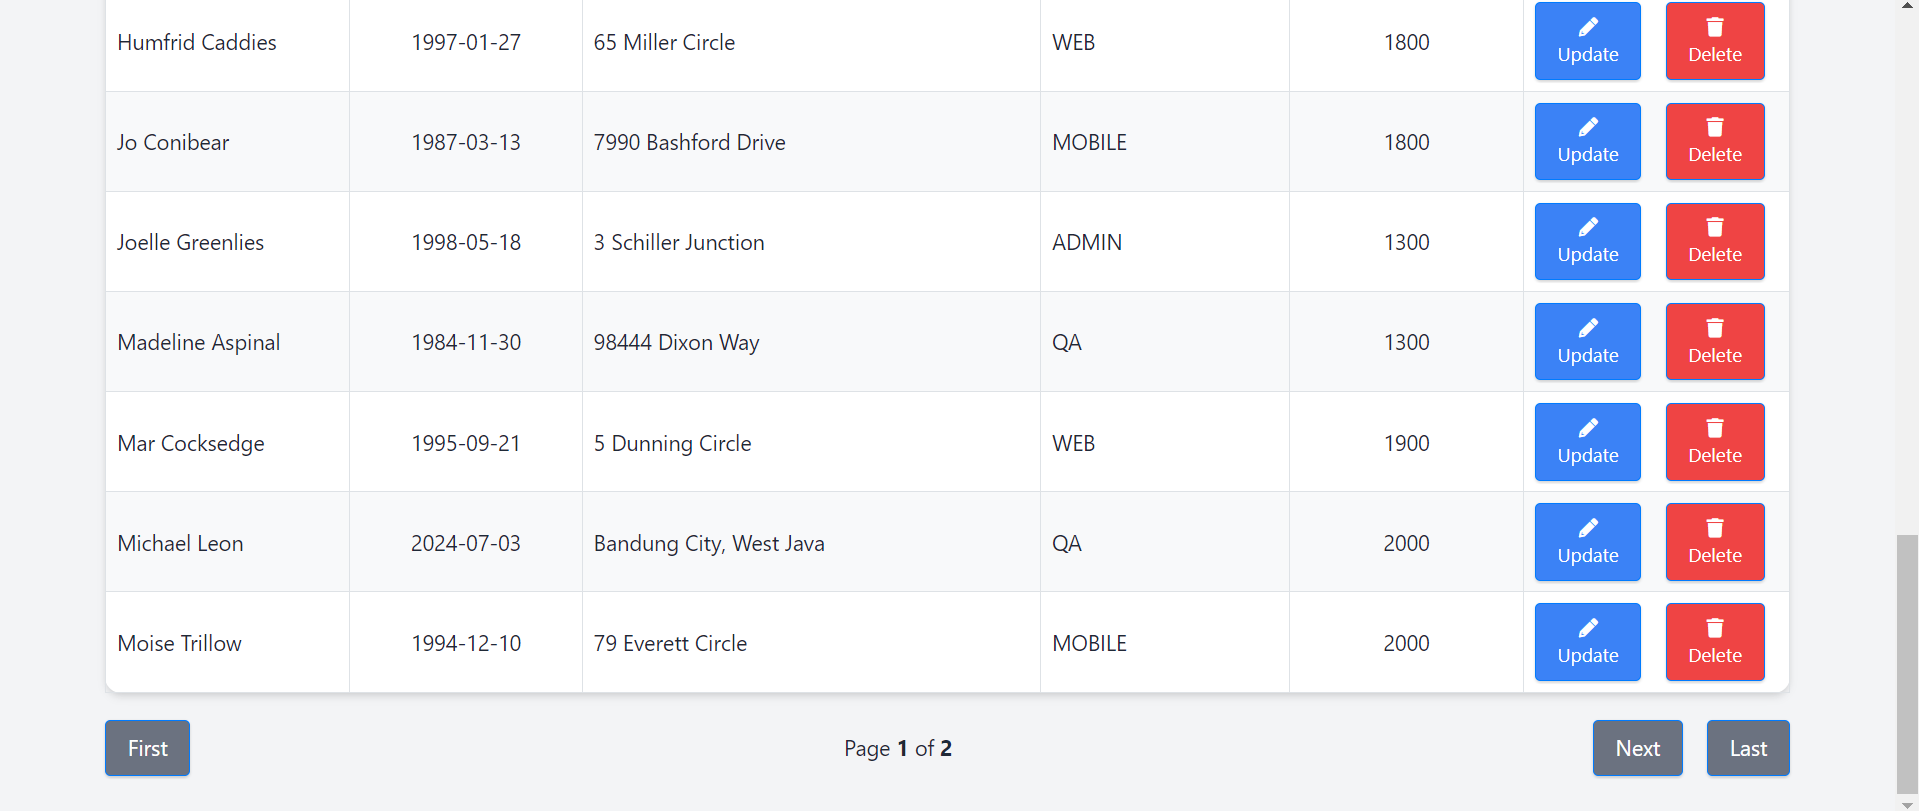 Humfrid Caddies 1997-01-27 65 Miller Circle WEB 1800 Update Delete
Jo Conibear 1987-03-13 7990 Bashford Drive MOBILE 1800 Update Delete
Joelle Greenlies 1998-05-18 3 Schiller Junction ADMIN 1300 Update Delete
Madeline Aspinal 1984-11-30 98444 Dixon Way QA 1300 Update Delete
Mar Cocksedge 1995-09-21 5 Dunning Circle WEB 1900 Update Delete
Michael Leon 2024-07-03 Bandung City, West Java QA 2000 Update Delete
Moise Trillow 1994-12-10 79 Everett Circle MOBILE 2000 Update Delete
First Page 1 of 2 Next Last